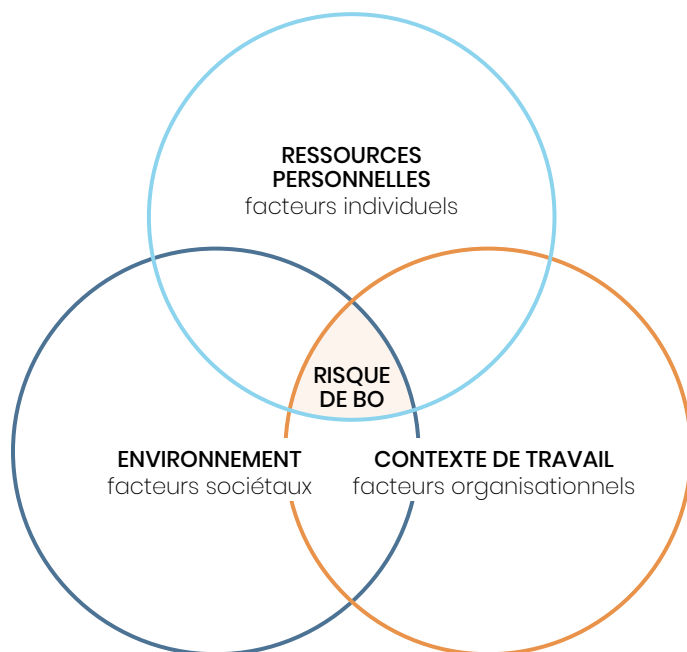 RESSOURCES
PERSONNELLES
facteurs individuels
RISQUE
DE BO
ENVIRONNEMENT
facteurs sociétaux
CONTEXTE DE TRAVAIL
facteurs organisationnels